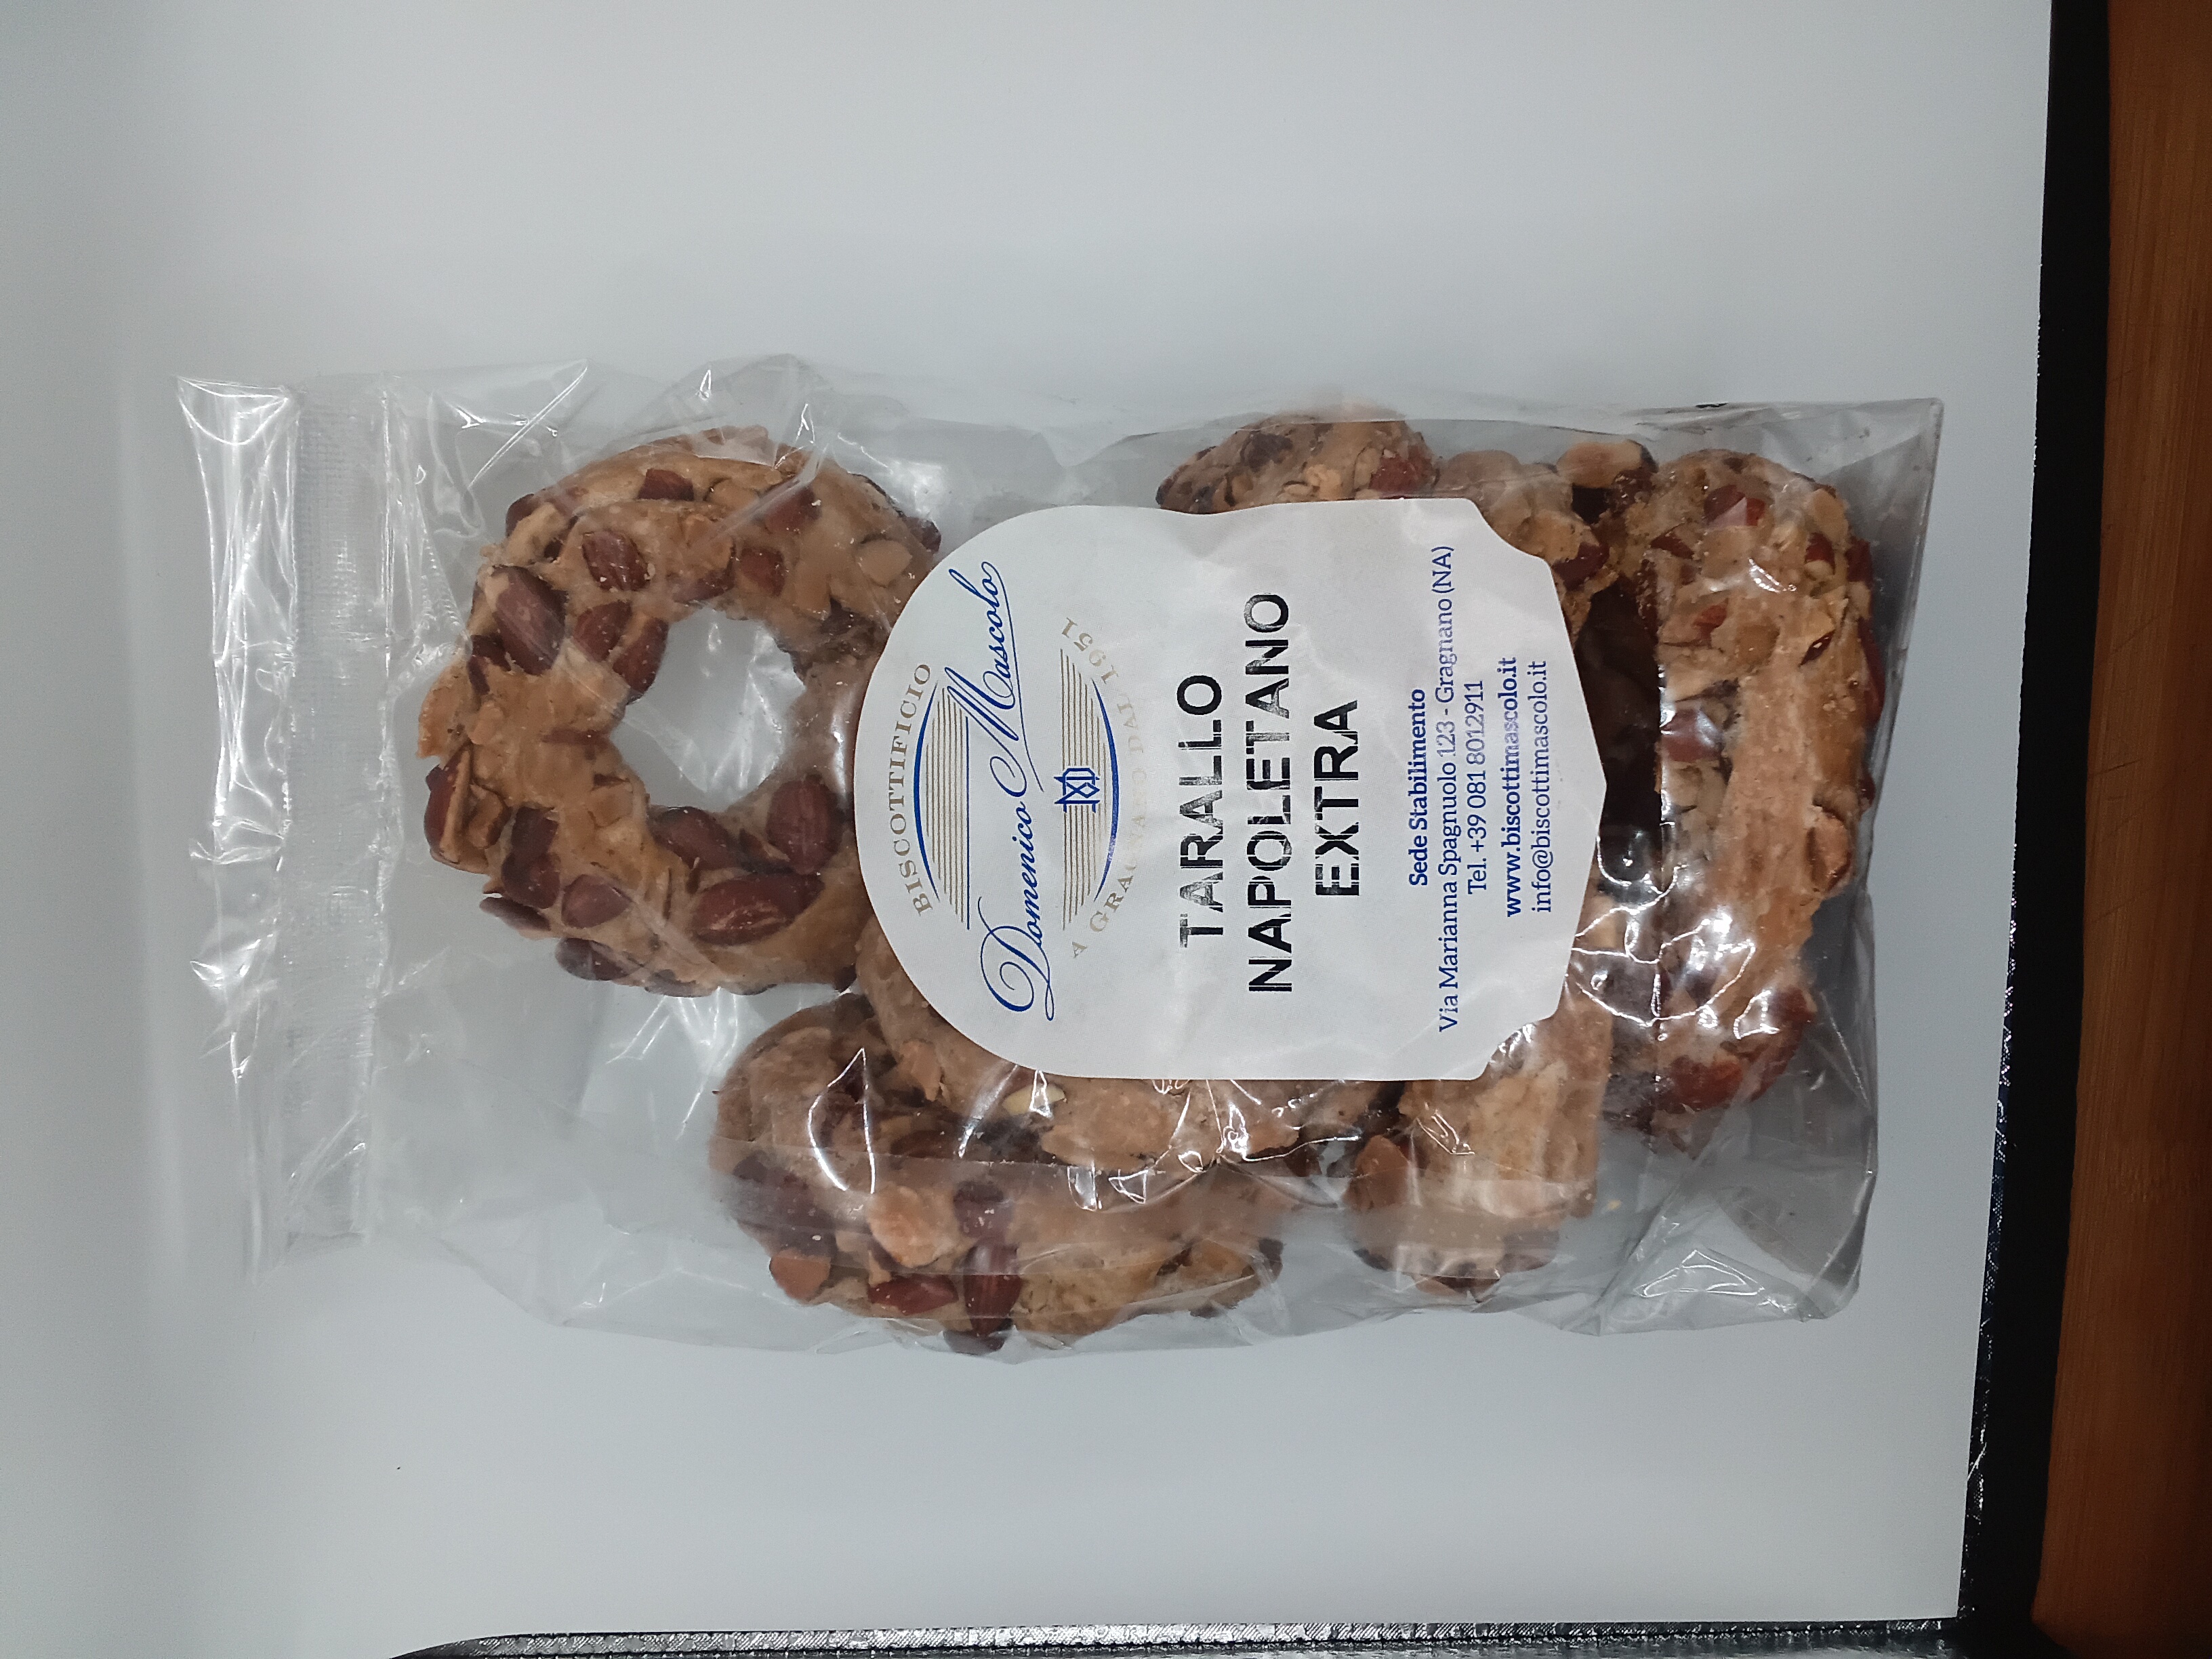 BISCOTTIFICIO
Domenico Mascolo
DM
A GRAGNANO DAL 1951
TARALLO
NAPOLETANO
EXTRA
Sede Stabilimento
Via Marianna Spagnuolo 123 - Gragnano (NA)
Tel. +39 081 8012911
www.biscottimascolo.it
info@biscottimascolo.it